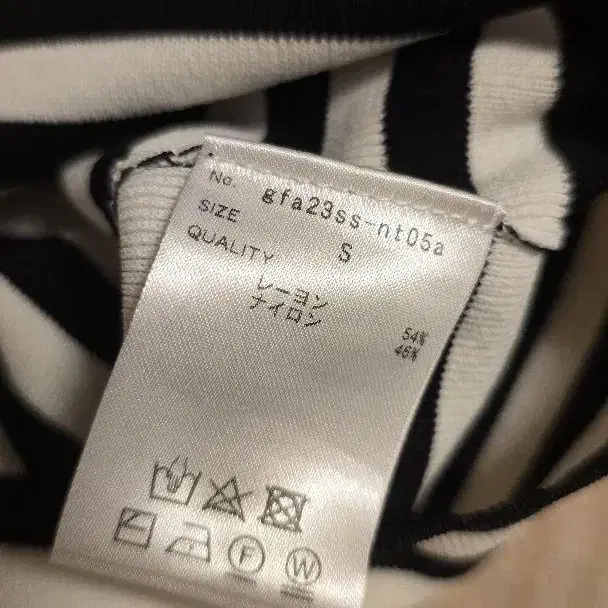 No. gfa23ss-nt05a
SIZE S
QUALITY
レーヨン 54%
ナイロン 46%
F W